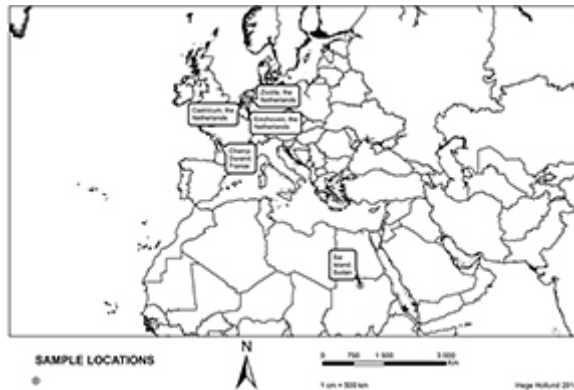 Zwolle, the
Netherlands
Castricum, the
Netherlands
Eindhoven, the
Netherlands
Champ
Durand,
France
Sai
Island,
Sudan
N
SAMPLE LOCATIONS
0 750 1 500 3 000
Km
1 cm = 500 km
Hege Hollund